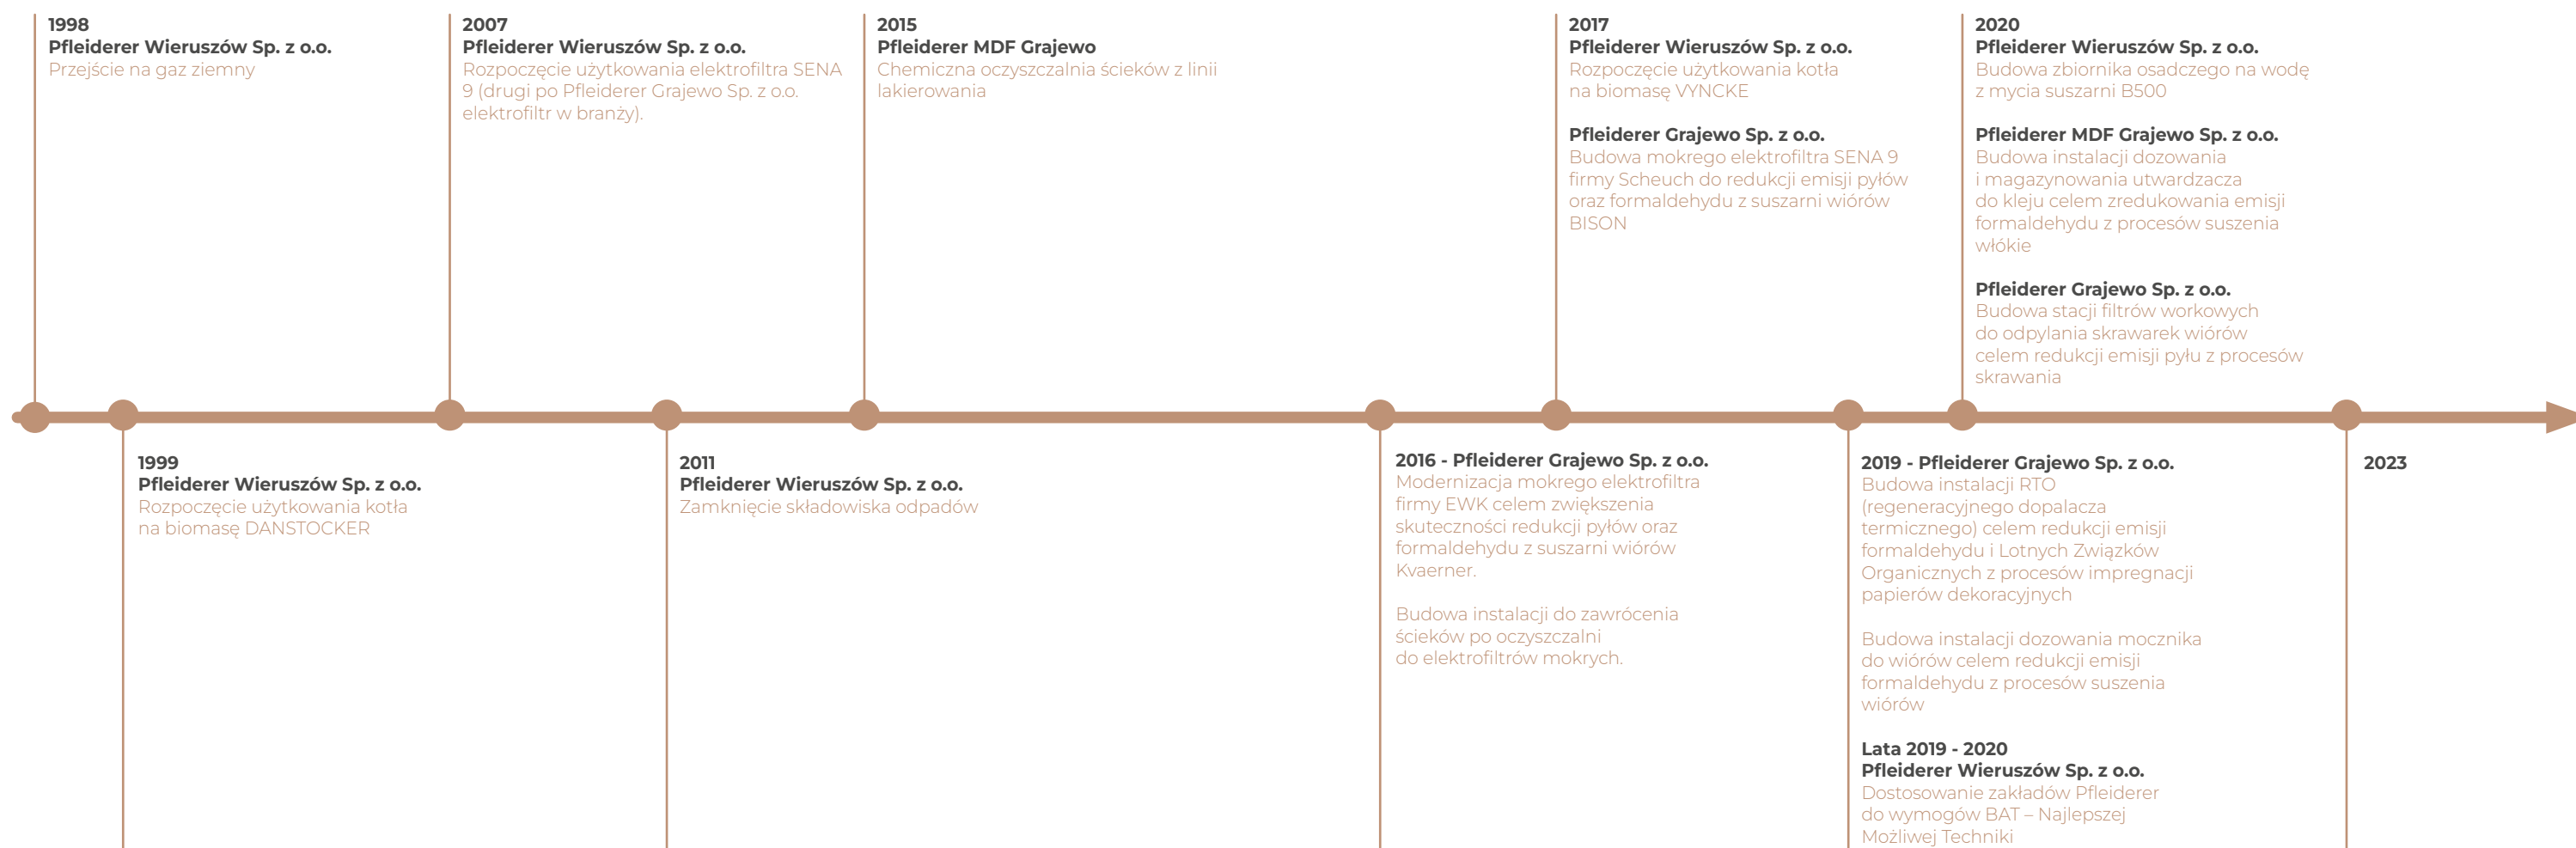 1998
Pfleiderer Wieruszów Sp. z o.o.
Przejście na gaz ziemny
2007
Pfleiderer Wieruszów Sp. z o.o.
Rozpoczęcie użytkowania elektrofiltra SENA
9 (drugi po Pfleiderer Grajewo Sp. z o.o.
elektrofiltr w branży).
2015
Pfleiderer MDF Grajewo
Chemiczna oczyszczalnia ścieków z linii
lakierowania
2017
Pfleiderer Wieruszów Sp. z o.o.
Rozpoczęcie użytkowania kotła
na biomasę VYNCKE
Pfleiderer Grajewo Sp. z o.o.
Budowa mokrego elektrofiltra SENA 9
firmy Scheuch do redukcji emisji pyłów
oraz formaldehydu z suszarni wiórów
BISON
2020
Pfleiderer Wieruszów Sp. z o.o.
Budowa zbiornika osadczego na wodę
z mycia suszarni B500
Pfleiderer MDF Grajewo Sp. z o.o.
Budowa instalacji dozowania
i magazynowania utwardzacza
do kleju celem zredukowania emisji
formaldehydu z procesów suszenia
włókie
Pfleiderer Grajewo Sp. z o.o.
Budowa stacji filtrów workowych
do odpylania skrawarek wiórów
celem redukcji emisji pyłu z procesów
skrawania
1999
Pfleiderer Wieruszów Sp. z o.o.
Rozpoczęcie użytkowania kotła
na biomasę DANSTOCKER
2011
Pfleiderer Wieruszów Sp. z o.o.
Zamknięcie składowiska odpadów
2016 - Pfleiderer Grajewo Sp. z o.o.
Modernizacja mokrego elektrofiltra
firmy EWK celem zwiększenia
skuteczności redukcji pyłów oraz
formaldehydu z suszarni wiórów
Kvaerner.
Budowa instalacji do zawrócenia
ścieków po oczyszczalni
do elektrofiltrów mokrych.
2019 - Pfleiderer Grajewo Sp. z o.o.
Budowa instalacji RTO
(regeneracyjnego dopalacza
termicznego) celem redukcji emisji
formaldehydu i Lotnych Związków
Organicznych z procesów impregnacji
papierów dekoracyjnych
Budowa instalacji dozowania mocznika
do wiórów celem redukcji emisji
formaldehydu z procesów suszenia
wiórów
Lata 2019 - 2020
Pfleiderer Wieruszów Sp. z o.o.
Dostosowanie zakładów Pfleiderer
do wymogów BAT – Najlepszej
Możliwej Techniki
2023